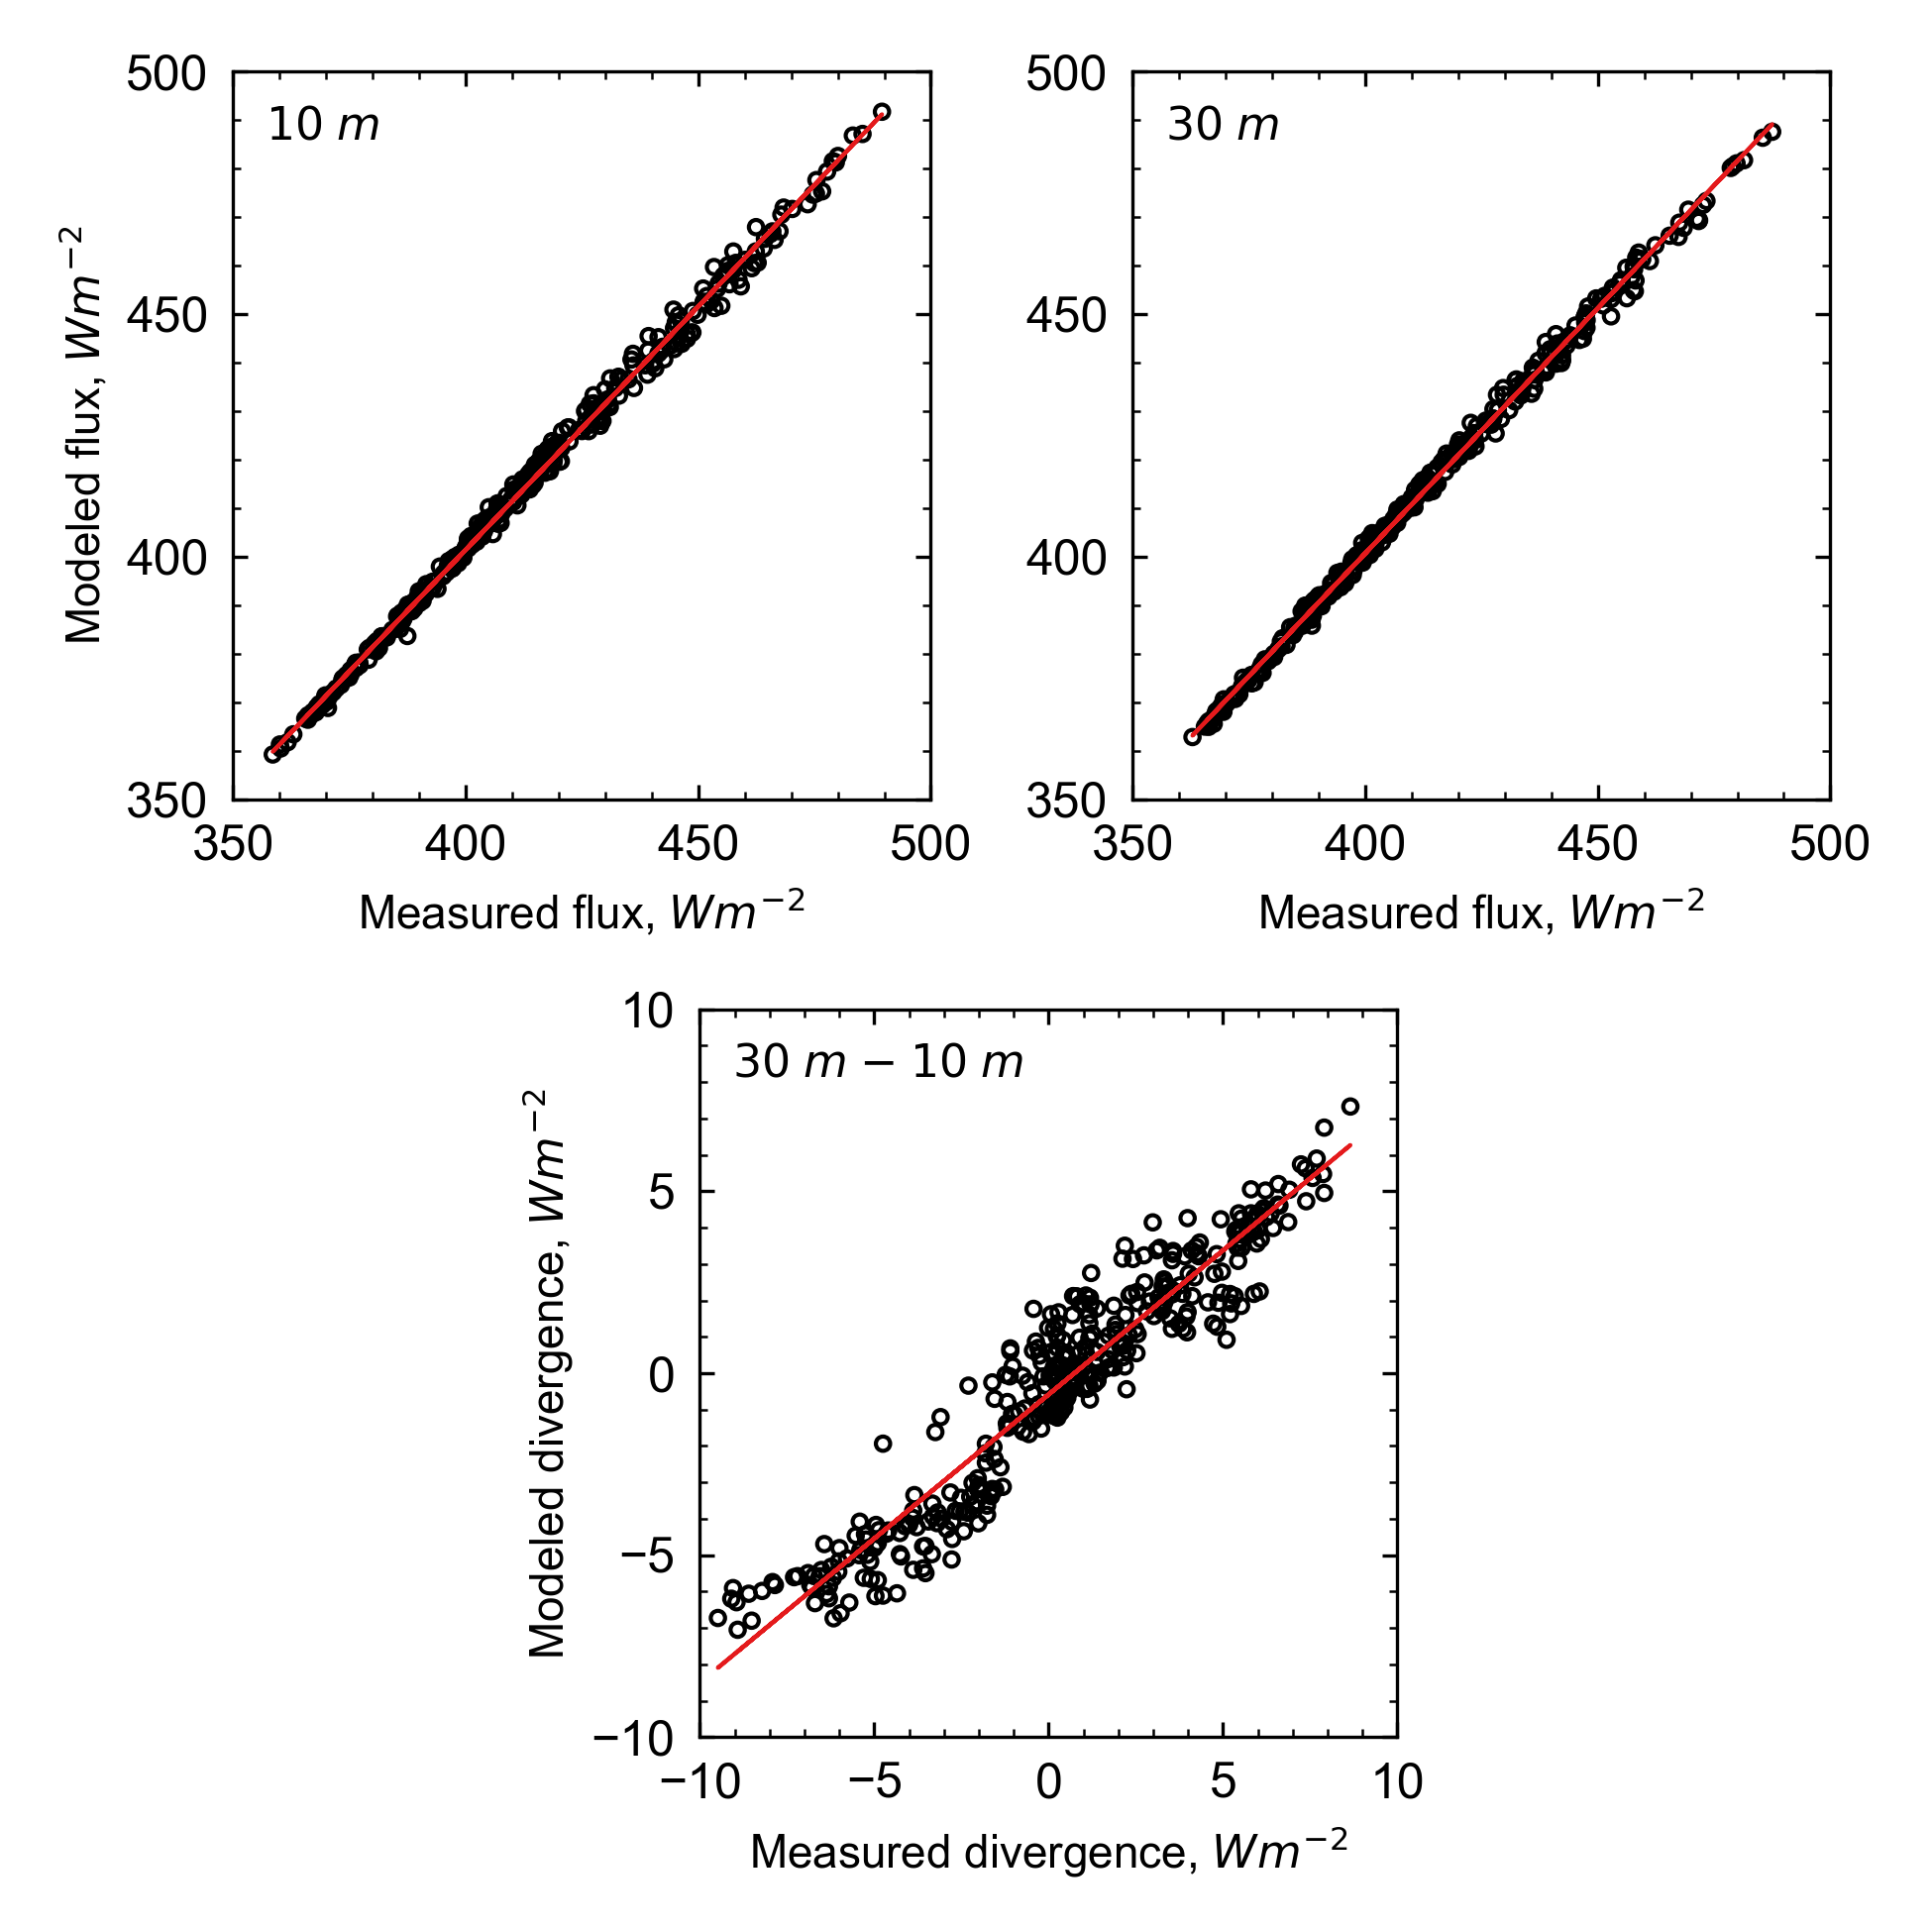 10 m
500
450
400
350
Modeled flux, Wm⁻²
350 400 450 500
Measured flux, Wm⁻²
30 m
500
450
400
350
350 400 450 500
Measured flux, Wm⁻²
30 m − 10 m
10
5
0
−5
−10
Modeled divergence, Wm⁻²
−10 −5 0 5 10
Measured divergence, Wm⁻²